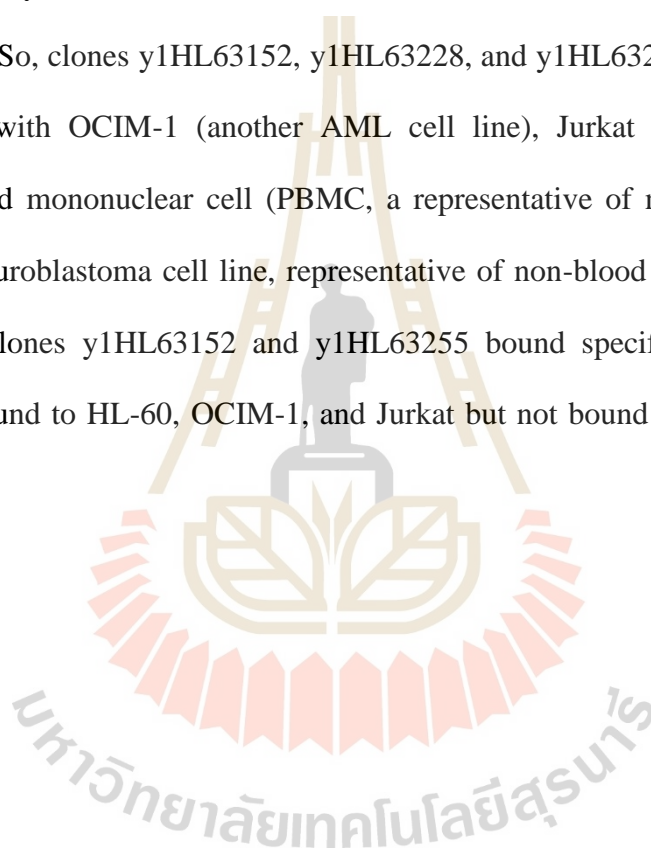 So, clones y1HL63152, y1HL63228, and y1HL632
with OCIM-1 (another AML cell line), Jurkat
d mononuclear cell (PBMC, a representative of
uroblastoma cell line, representative of non-blood
lones y1HL63152 and y1HL63255 bound specif
und to HL-60, OCIM-1, and Jurkat but not bound
มหาวิทยาลัยเทคโนโลยีสุรนารี